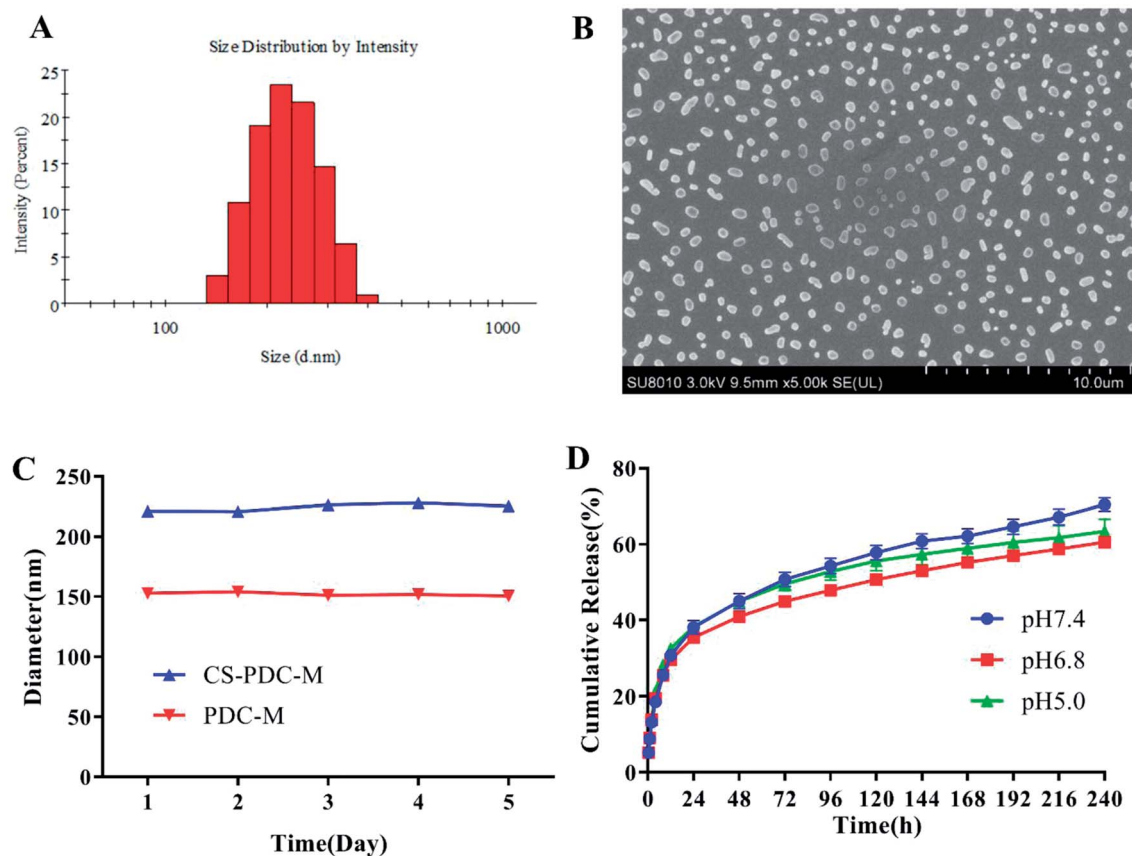 A
Size Distribution by Intensity
Intensity (Percent)
25
20
15
10
5
0
100
1000
Size (d.nm)
B
SU8010 3.0kV 9.5mm x5.00k SE(UL)
10.0um
C
Diameter(nm)
250
200
150
100
50
0
CS-PDC-M
PDC-M
1 2 3 4 5
Time(Day)
D
Cumulative Release(%)
80
60
40
20
0
pH7.4
pH6.8
pH5.0
0 24 48 72 96 120 144 168 192 216 240
Time(h)